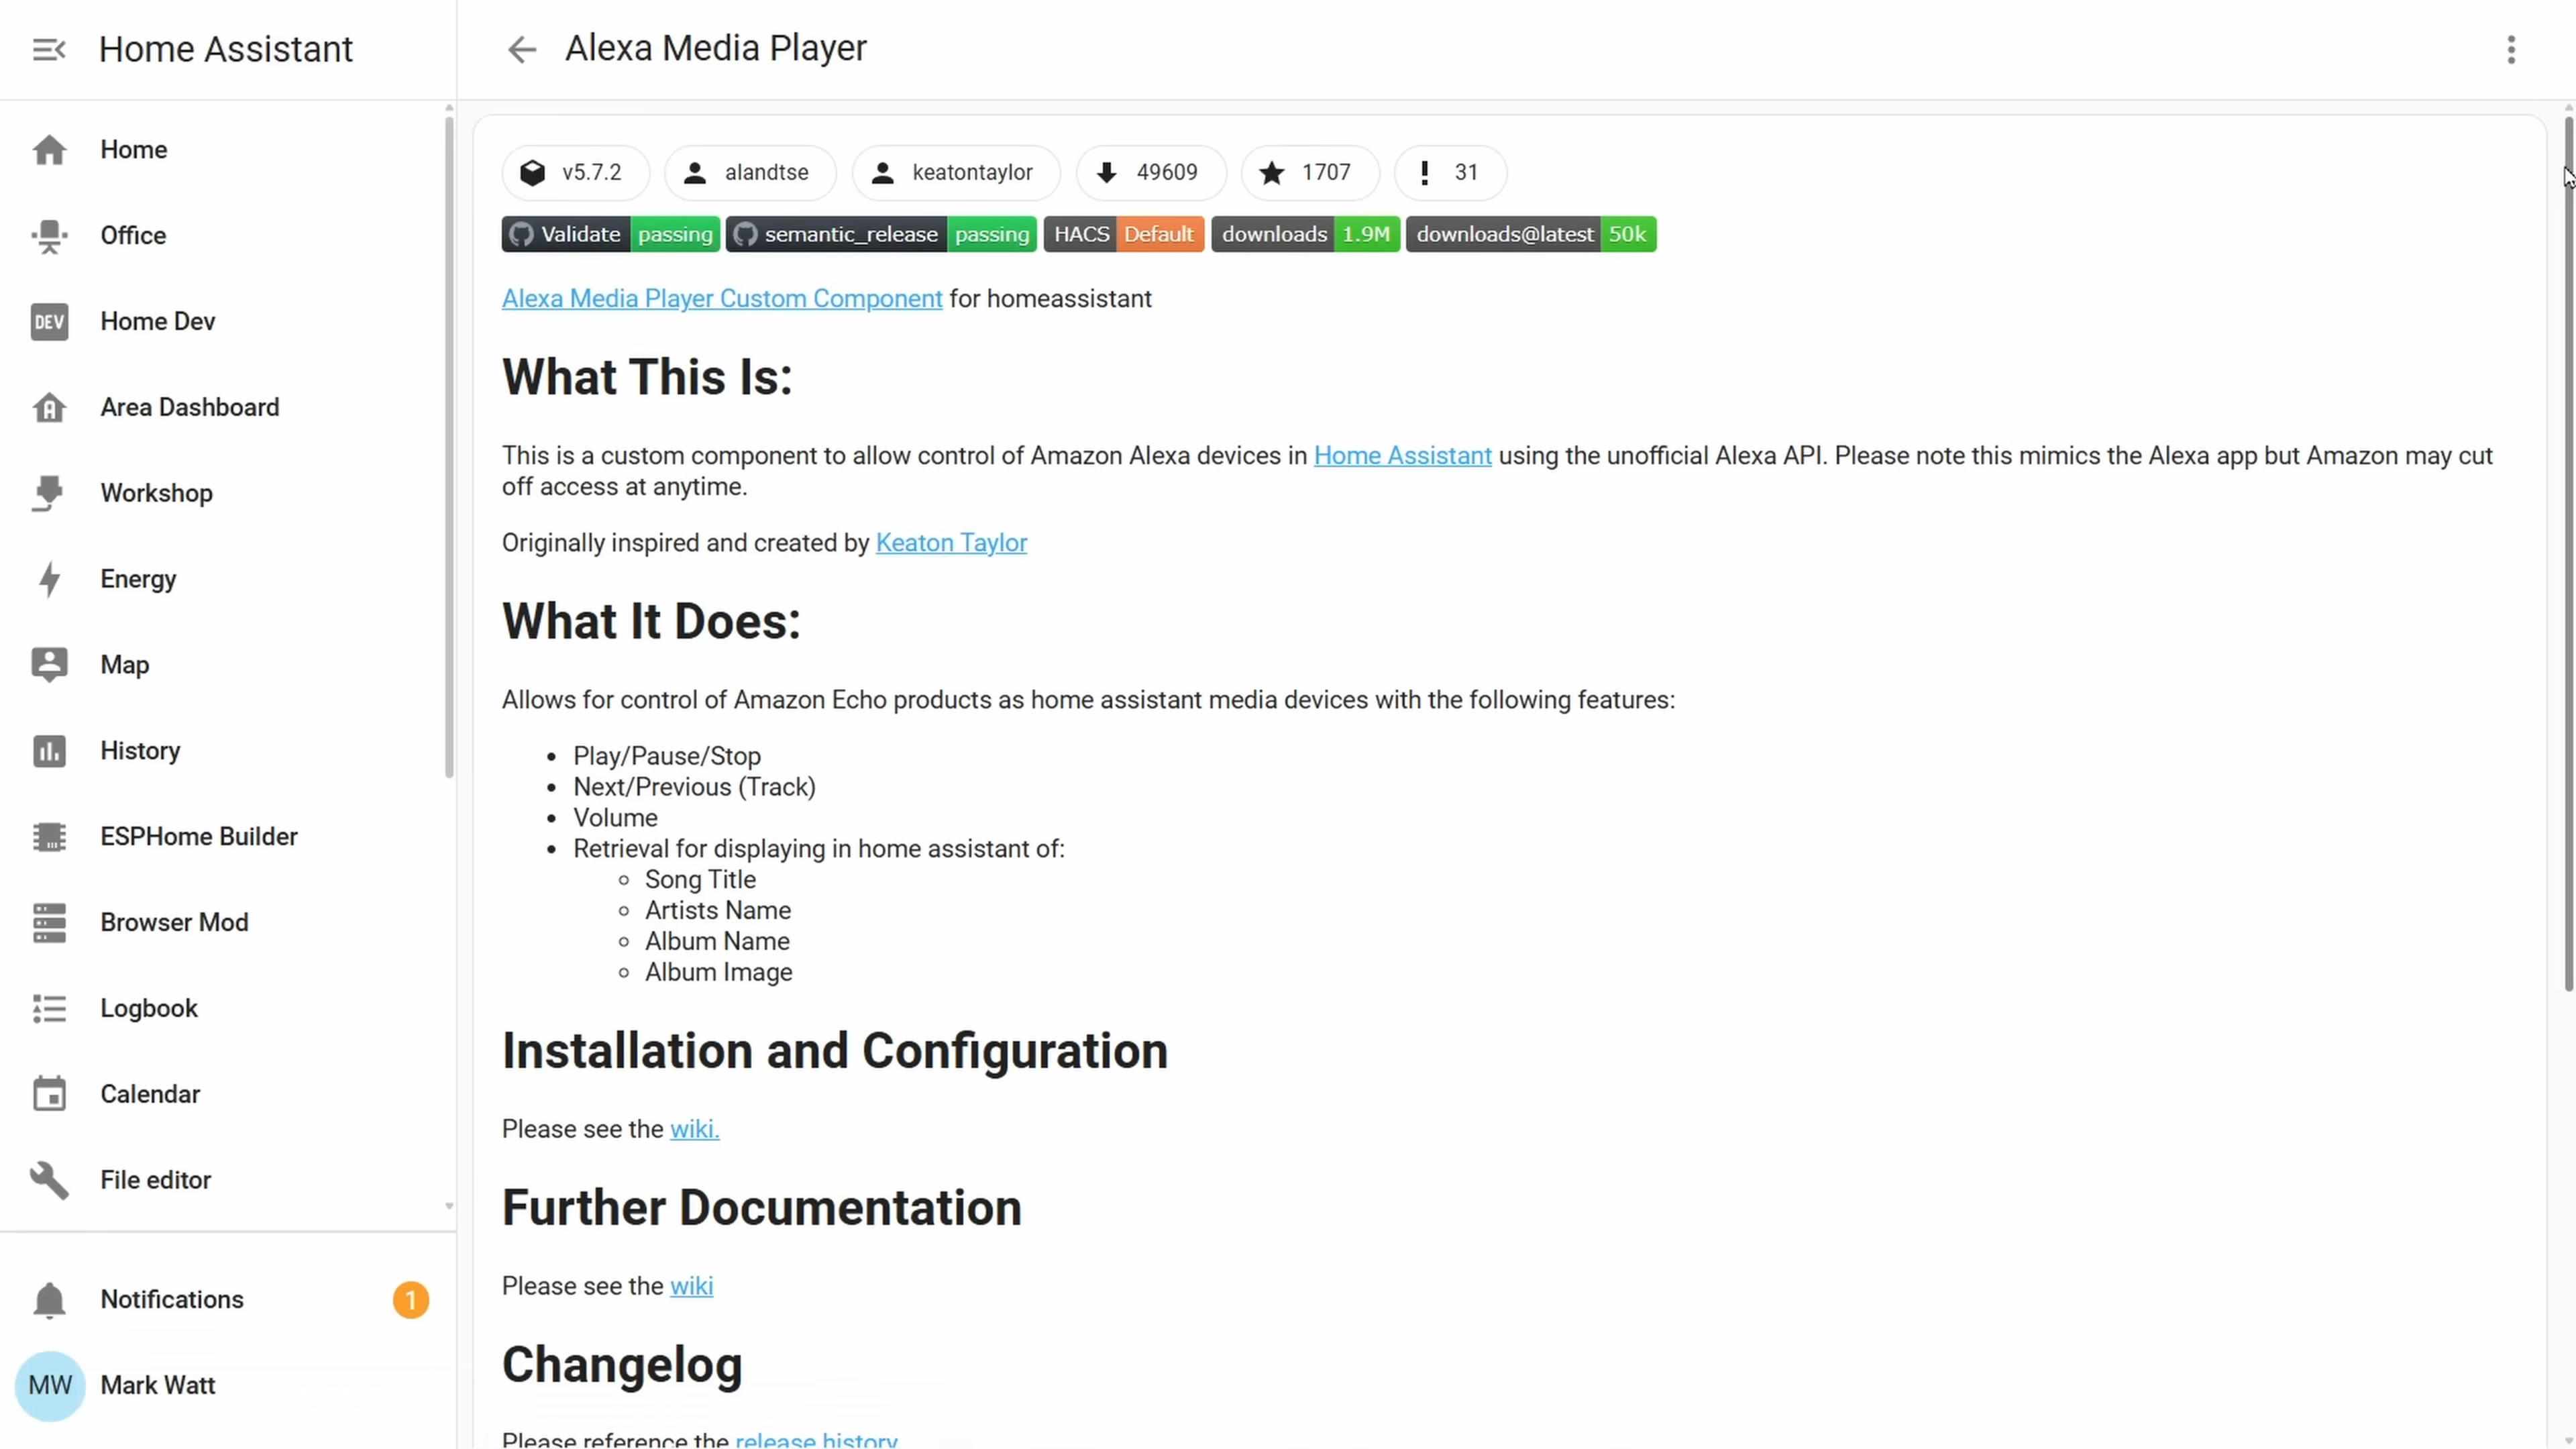 Home Assistant
Home
Office
DEV
Home Dev
A
Area Dashboard
Workshop
Energy
Map
History
ESPHome Builder
Browser Mod
Logbook
Calendar
File editor
Notifications
1
MW
Mark Watt
Alexa Media Player
v5.7.2
alandtse
keatontaylor
49609
1707
31
Validate passing
semantic_release passing
HACS Default
downloads 1.9M
downloads@latest 50k
Alexa Media Player Custom Component for homeassistant
What This Is:
This is a custom component to allow control of Amazon Alexa devices in Home Assistant using the unofficial Alexa API. Please note this mimics the Alexa app but Amazon may cut
off access at anytime.
Originally inspired and created by Keaton Taylor
What It Does:
Allows for control of Amazon Echo products as home assistant media devices with the following features:
• Play/Pause/Stop
• Next/Previous (Track)
• Volume
• Retrieval for displaying in home assistant of:
◦ Song Title
◦ Artists Name
◦ Album Name
◦ Album Image
Installation and Configuration
Please see the wiki.
Further Documentation
Please see the wiki
Changelog
Please reference the release history